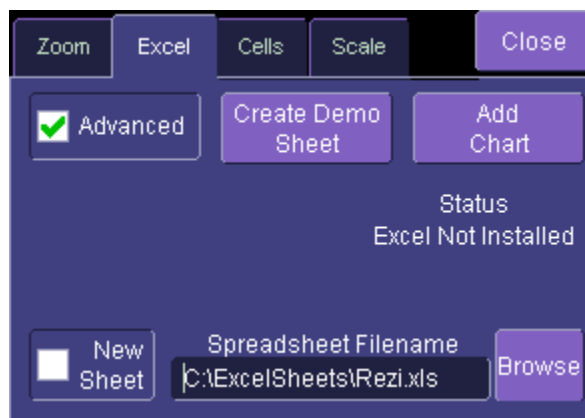 Zoom Excel Cells Scale Close
Advanced
Create Demo
Sheet
Add
Chart
Status
Excel Not Installed
New
Sheet
Spreadsheet Filename
C:\ExcelSheets\Rezi.xls
Browse